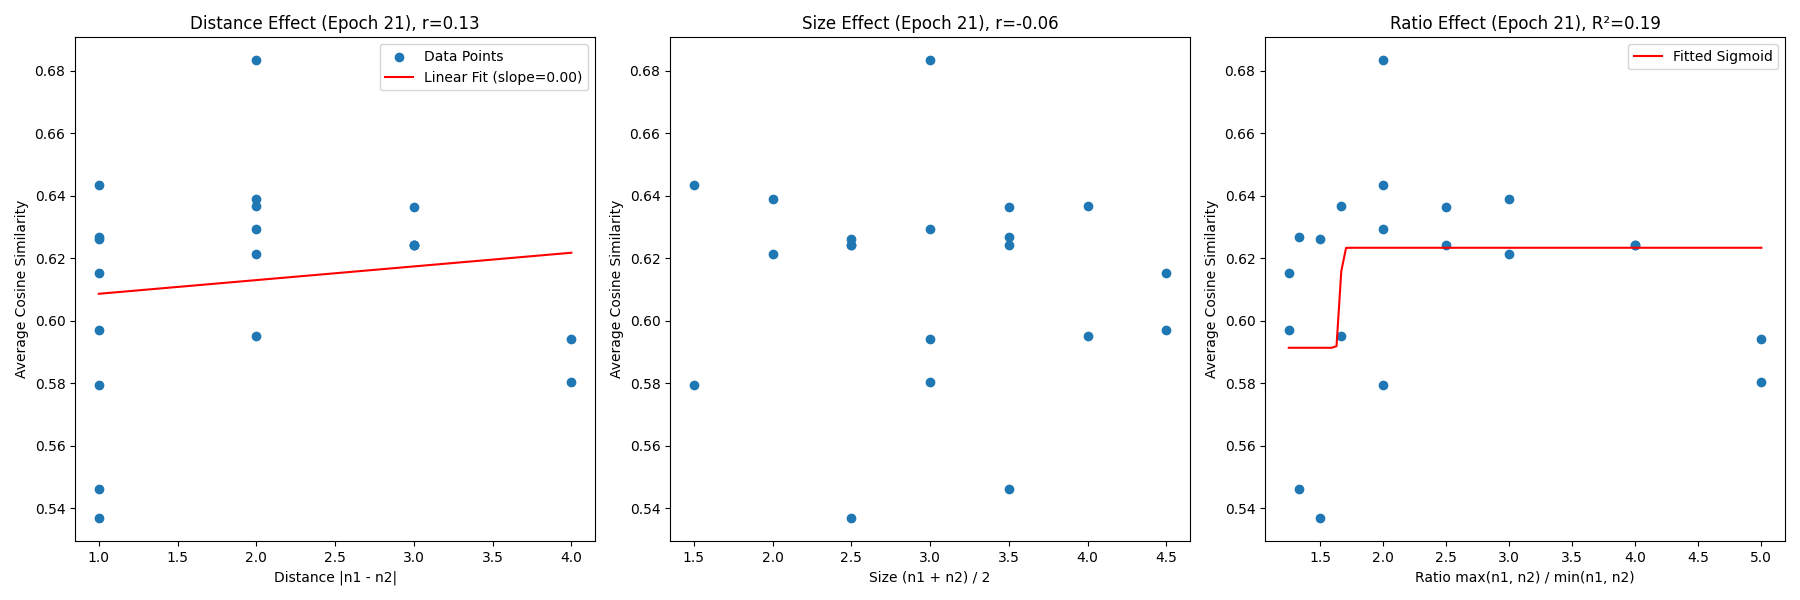 Distance Effect (Epoch 21), r=0.13
Data Points
Linear Fit (slope=0.00)
Average Cosine Similarity
0.68
0.66
0.64
0.62
0.60
0.58
0.56
0.54
1.0 1.5 2.0 2.5 3.0 3.5 4.0
Distance |n1 - n2|
Size Effect (Epoch 21), r=-0.06
Average Cosine Similarity
0.68
0.66
0.64
0.62
0.60
0.58
0.56
0.54
1.5 2.0 2.5 3.0 3.5 4.0 4.5
Size (n1 + n2) / 2
Ratio Effect (Epoch 21), R²=0.19
Fitted Sigmoid
Average Cosine Similarity
0.68
0.66
0.64
0.62
0.60
0.58
0.56
0.54
1.5 2.0 2.5 3.0 3.5 4.0 4.5 5.0
Ratio max(n1, n2) / min(n1, n2)